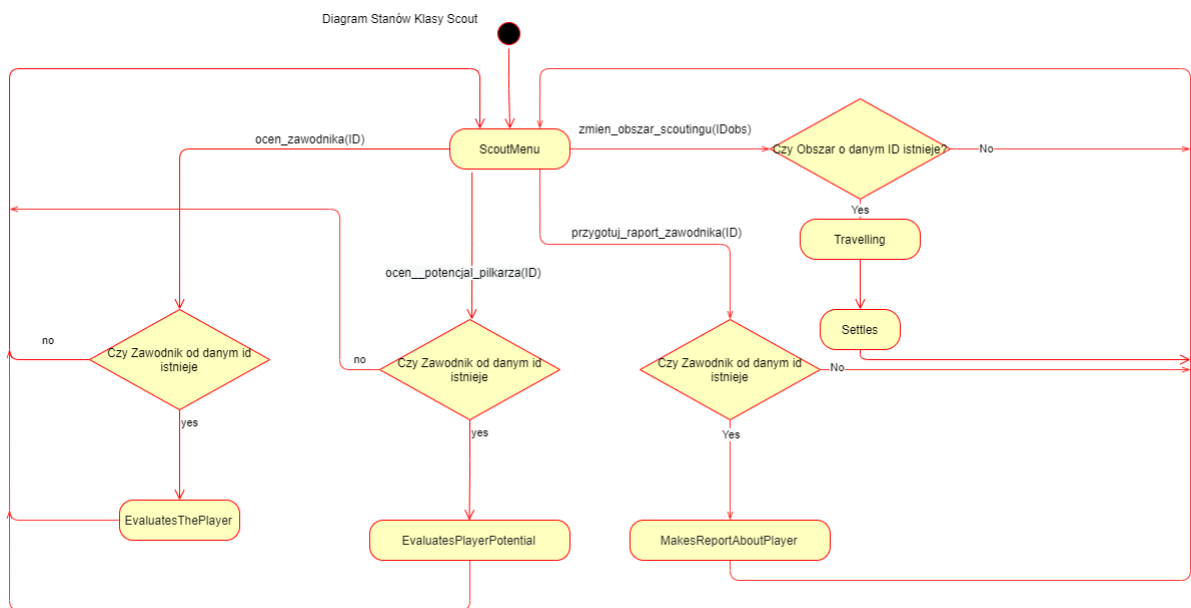 Diagram Stanów Klasy Scout
ocen_zawodnika(ID)
ScoutMenu
zmien_obszar_scoutingu(IDobs)
Czy Obszar o danym ID istnieje?
No
Yes
Travelling
przygotuj_raport_zawodnika(ID)
ocen__potencjal_pilkarza(ID)
Settles
no
Czy Zawodnik od danym id
istnieje
no
Czy Zawodnik od danym id
istnieje
Czy Zawodnik od danym id
istnieje
No
yes
yes
Yes
EvaluatesThePlayer
EvaluatesPlayerPotential
MakesReportAboutPlayer